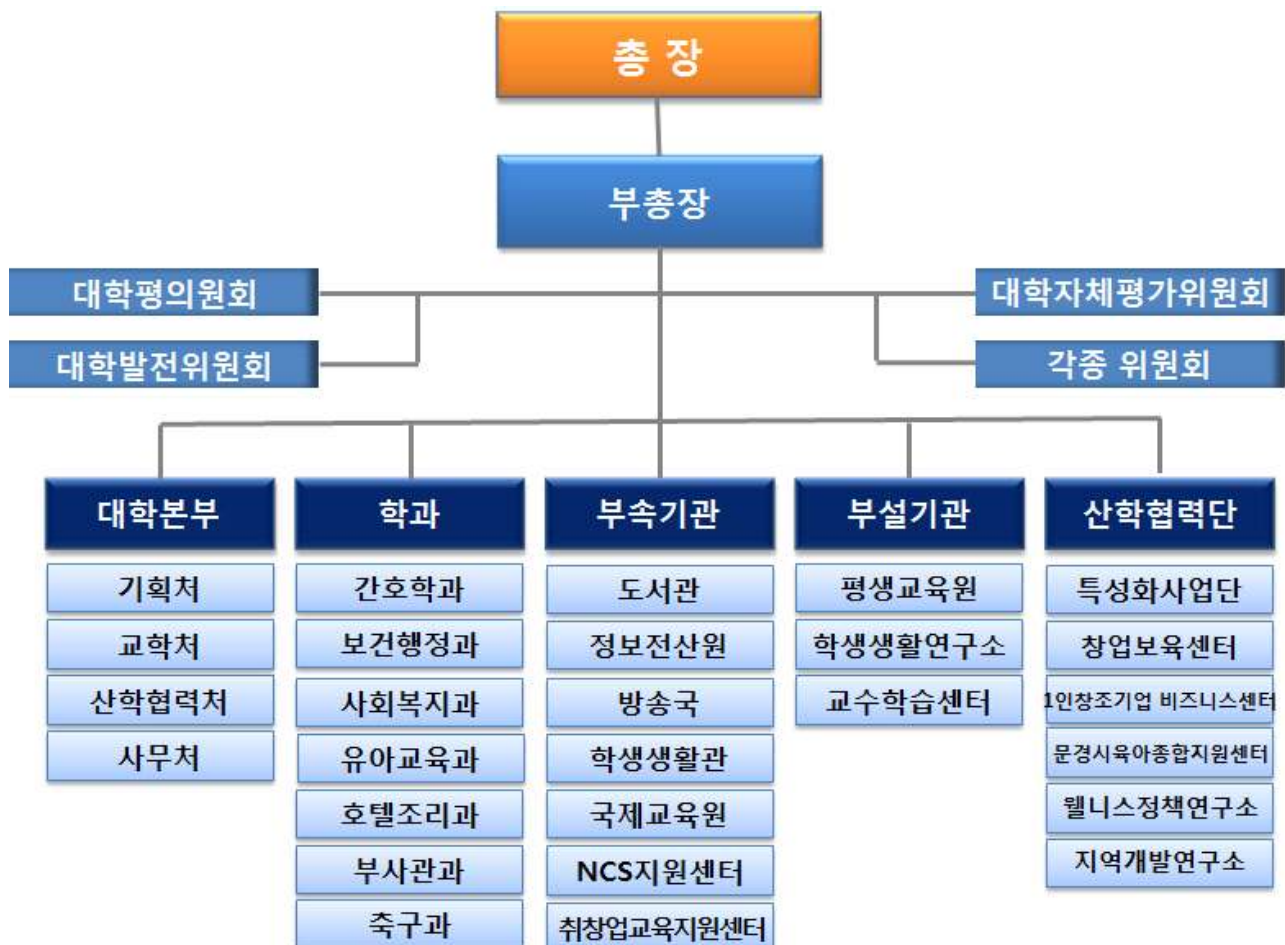 총 장
부총장
대학평의원회
대학자체평가위원회
대학발전위원회
각종 위원회
대학본부
기획처
교학처
산학협력처
사무처
학과
간호학과
보건행정과
사회복지과
유아교육과
호텔조리과
부사관과
축구과
부속기관
도서관
정보전산원
방송국
학생생활관
국제교육원
NCS지원센터
취창업교육지원센터
부설기관
평생교육원
학생생활연구소
교수학습센터
산학협력단
특성화사업단
창업보육센터
1인창조기업 비즈니스센터
문경시육아종합지원센터
웰니스정책연구소
지역개발연구소